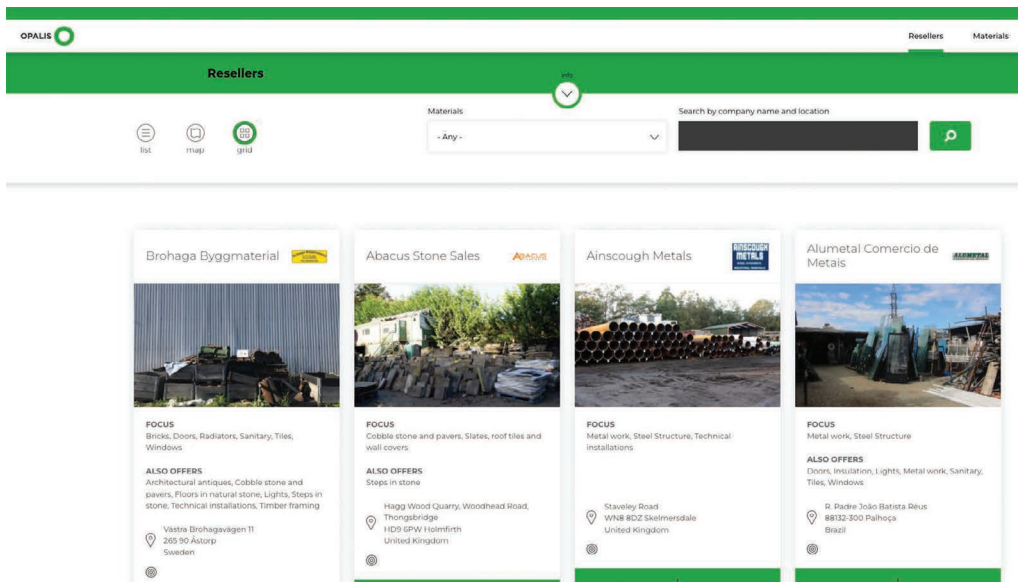 OPALIS
Resellers
Materials
Resellers
info
list
map
grid
Materials
- Any -
Search by company name and location
Brohaga Byggmaterial
FOCUS
Bricks, Doors, Radiators, Sanitary, Tiles,
Windows
ALSO OFFERS
Architectural antiques, Cobble stone and
pavers, Floors in natural stone, Lights, Steps in
stone, Technical installations, Timber framing
Västra Brohagavägen 11
265 90 Åstorp
Sweden
Abacus Stone Sales
ABACUS
FOCUS
Cobble stone and pavers, Slates, roof tiles and
wall covers
ALSO OFFERS
Steps in stone
Hagg Wood Quarry, Woodhead Road,
Thongsbridge
HD9 6PW Holmfirth
United Kingdom
Ainscough Metals
AINSCOUGH
METALS
FOCUS
Metal work, Steel Structure, Technical
installations
Staveley Road
WN8 8DZ Skelmersdale
United Kingdom
Alumetal Comercio de
Metais
ALUMETAL
FOCUS
Metal work, Steel Structure
ALSO OFFERS
Doors, Insulation, Lights, Metal work, Sanitary,
Tiles, Windows
R. Padre João Batista Réus
88132-300 Palhoça
Brazil